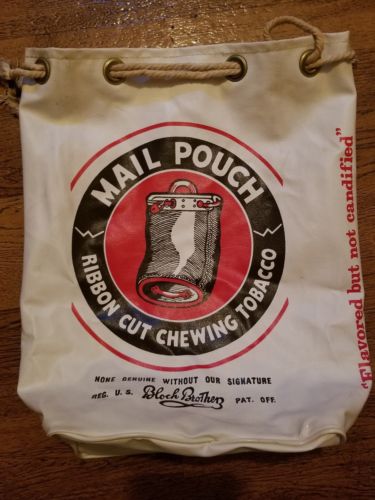 MAIL POUCH
RIBBON CUT CHEWING TOBACCO
NONE GENUINE WITHOUT OUR SIGNATURE
REG. U. S. Bloch Brothers PAT. OFF.
"Flavored but not candified"